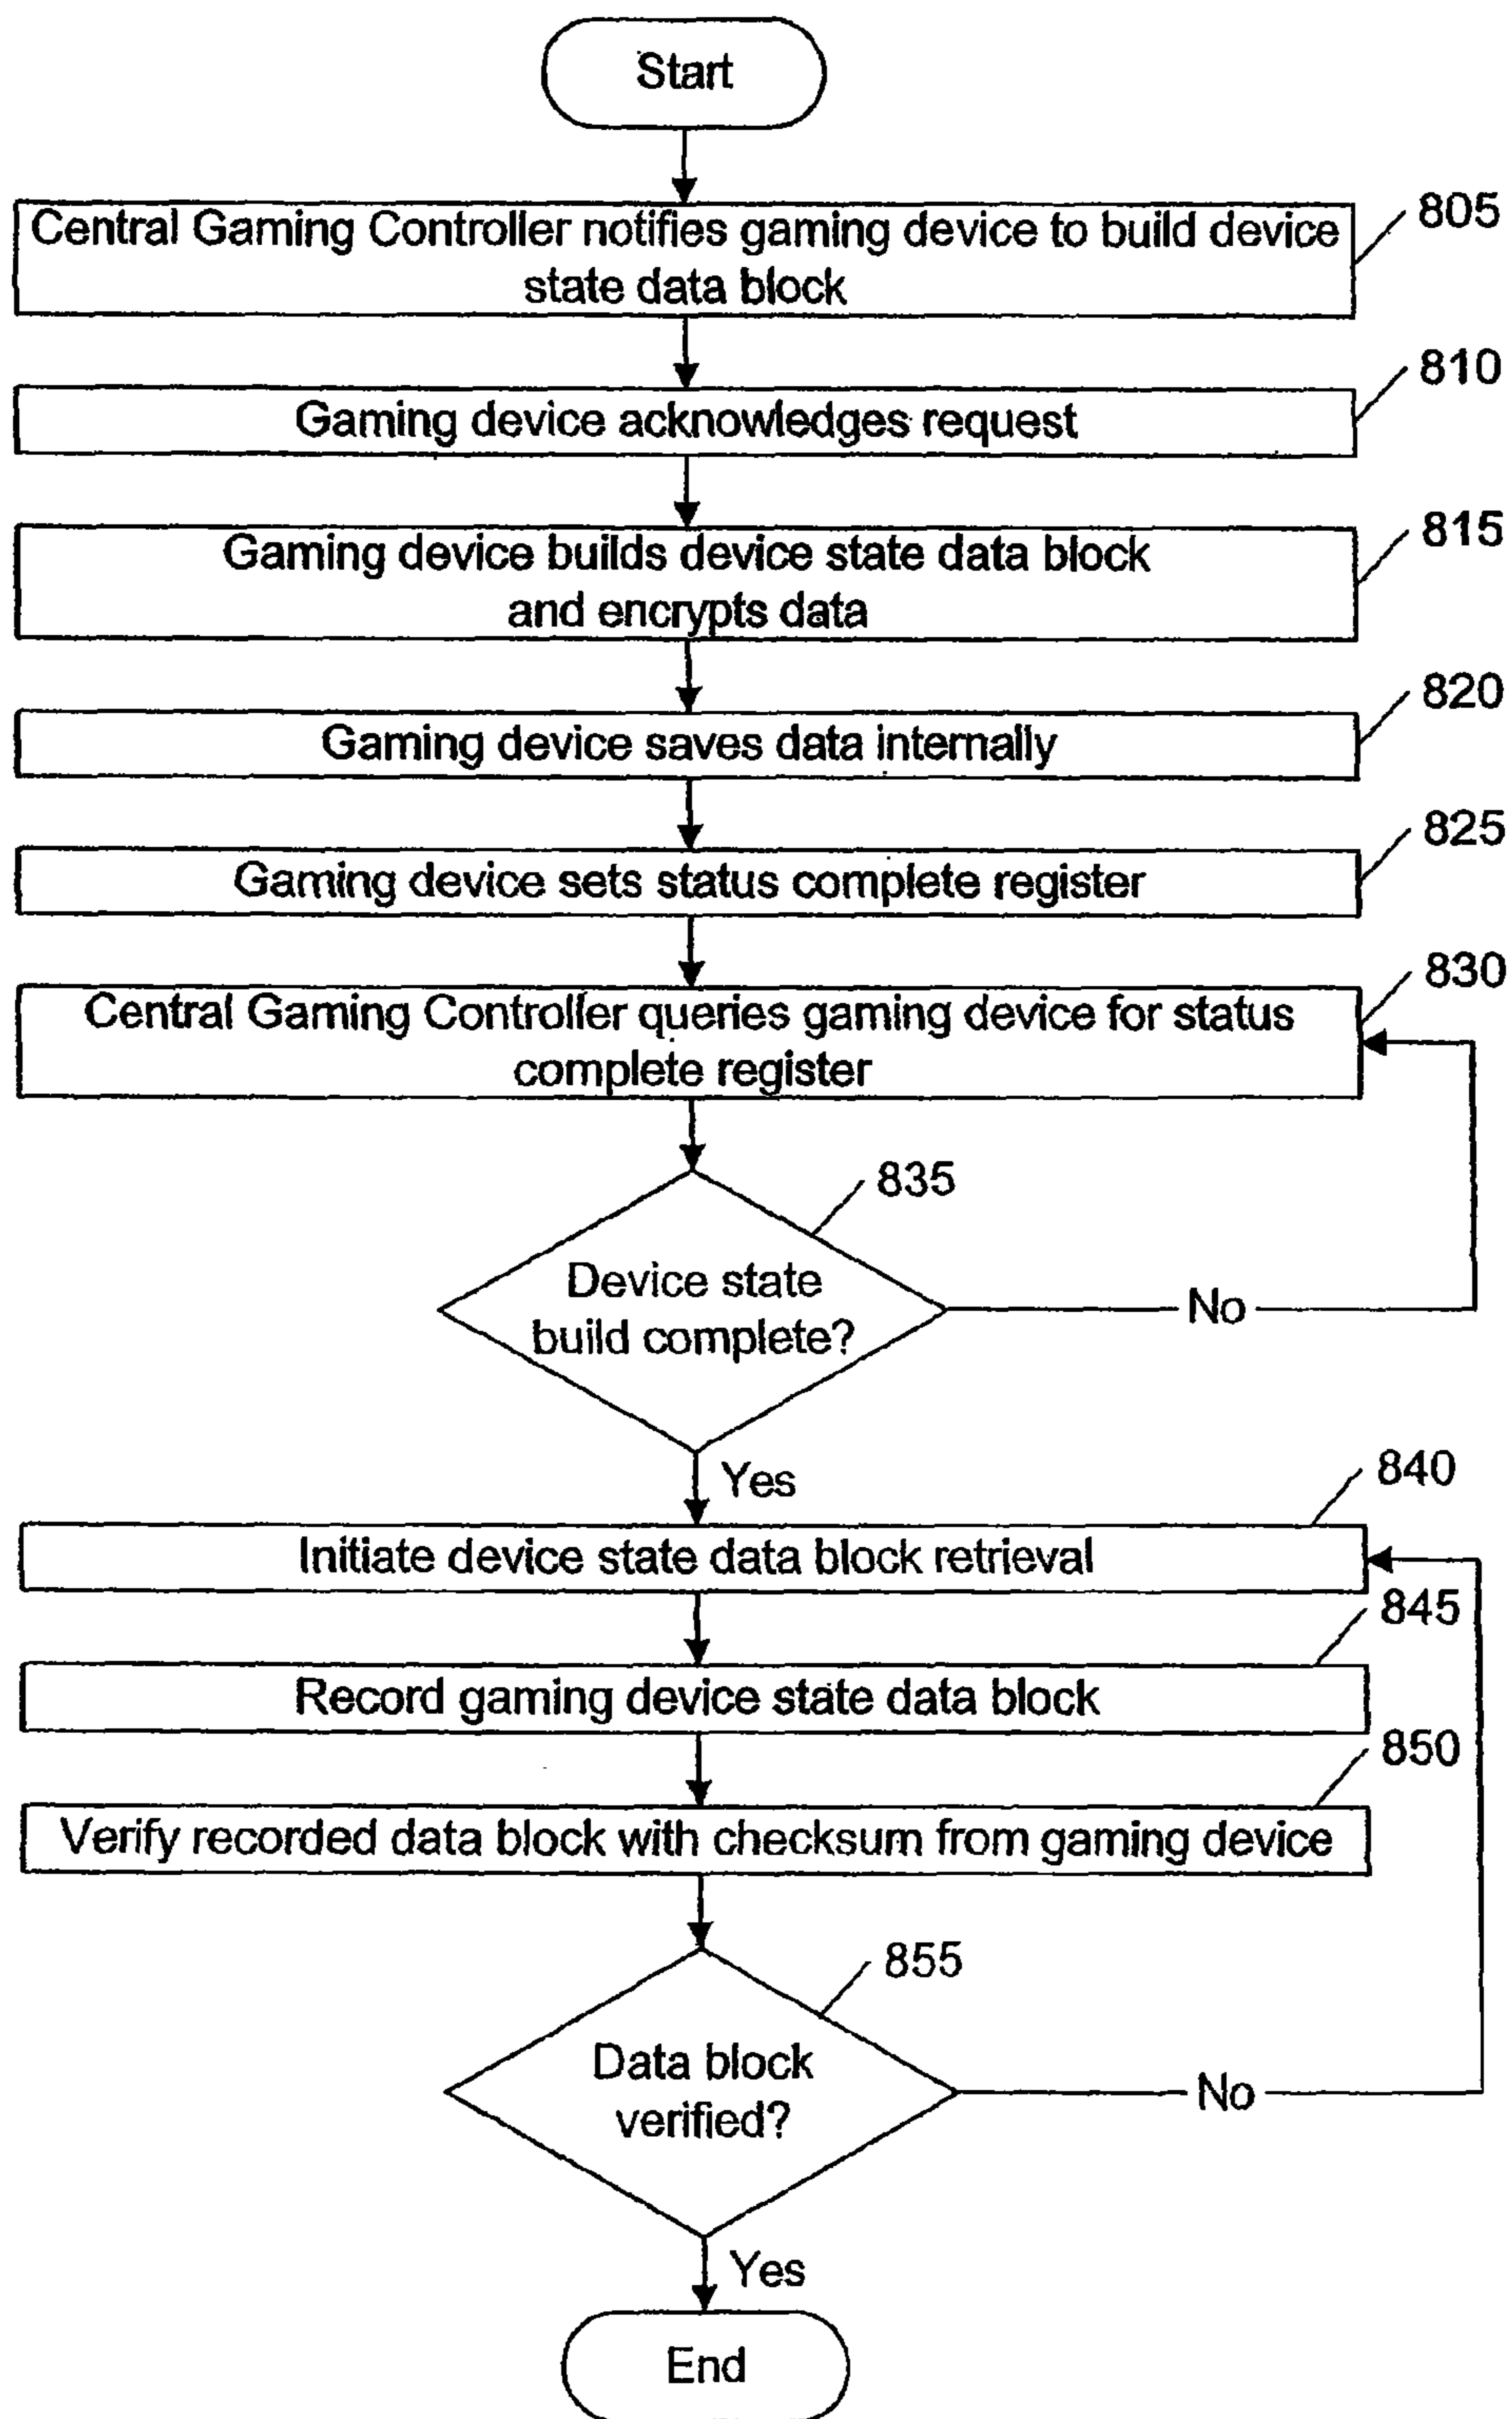 Start
Central Gaming Controller notifies gaming device to build device
state data block
805
Gaming device acknowledges request
810
Gaming device builds device state data block
and encrypts data
815
Gaming device saves data internally
820
Gaming device sets status complete register
825
Central Gaming Controller queries gaming device for status
complete register
830
835
Device state
build complete?
No
Yes
840
Initiate device state data block retrieval
845
Record gaming device state data block
850
Verify recorded data block with checksum from gaming device
855
Data block
verified?
No
Yes
End